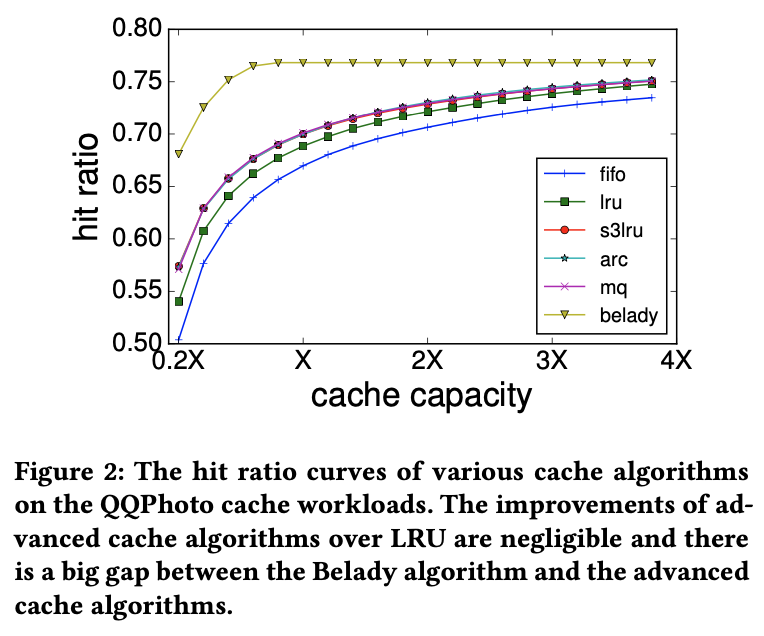 0.80
0.75
0.70
0.65
0.60
0.55
0.50
hit ratio
fifo
lru
s3lru
arc
mq
belady
0.2X X 2X 3X 4X
cache capacity
Figure 2: The hit ratio curves of various cache algorithms
on the QQPhoto cache workloads. The improvements of ad-
vanced cache algorithms over LRU are negligible and there
is a big gap between the Belady algorithm and the advanced
cache algorithms.